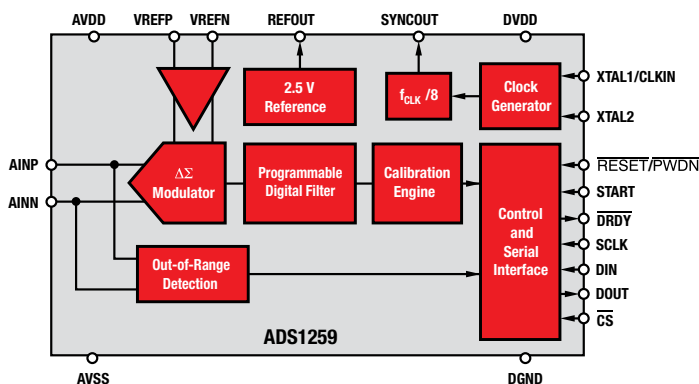 AVDD
VREFP
VREFN
REFOUT
SYNCOUT
DVDD
2.5 V
Reference
fCLK /8
Clock
Generator
XTAL1/CLKIN
XTAL2
AINP
AINN
ΔΣ
Modulator
Programmable
Digital Filter
Calibration
Engine
Control
and
Serial
Interface
RESET/PWDN
START
DRDY
SCLK
DIN
DOUT
CS
Out-of-Range
Detection
ADS1259
AVSS
DGND